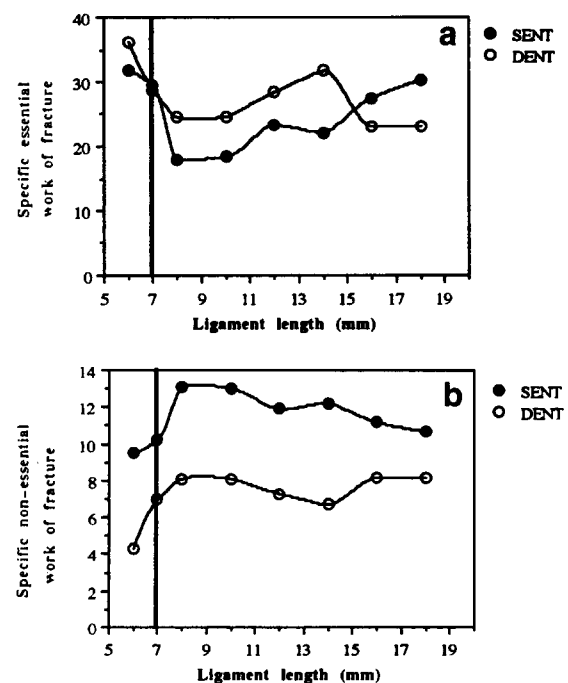 a
SENT
DENT
Specific essential
work of fracture
40
30
20
10
0
5 7 9 11 13 15 17 19
Ligament length (mm)
b
SENT
DENT
Specific non-essential
work of fracture
14
12
10
8
6
4
2
0
5 7 9 11 13 15 17 19
Ligament length (mm)